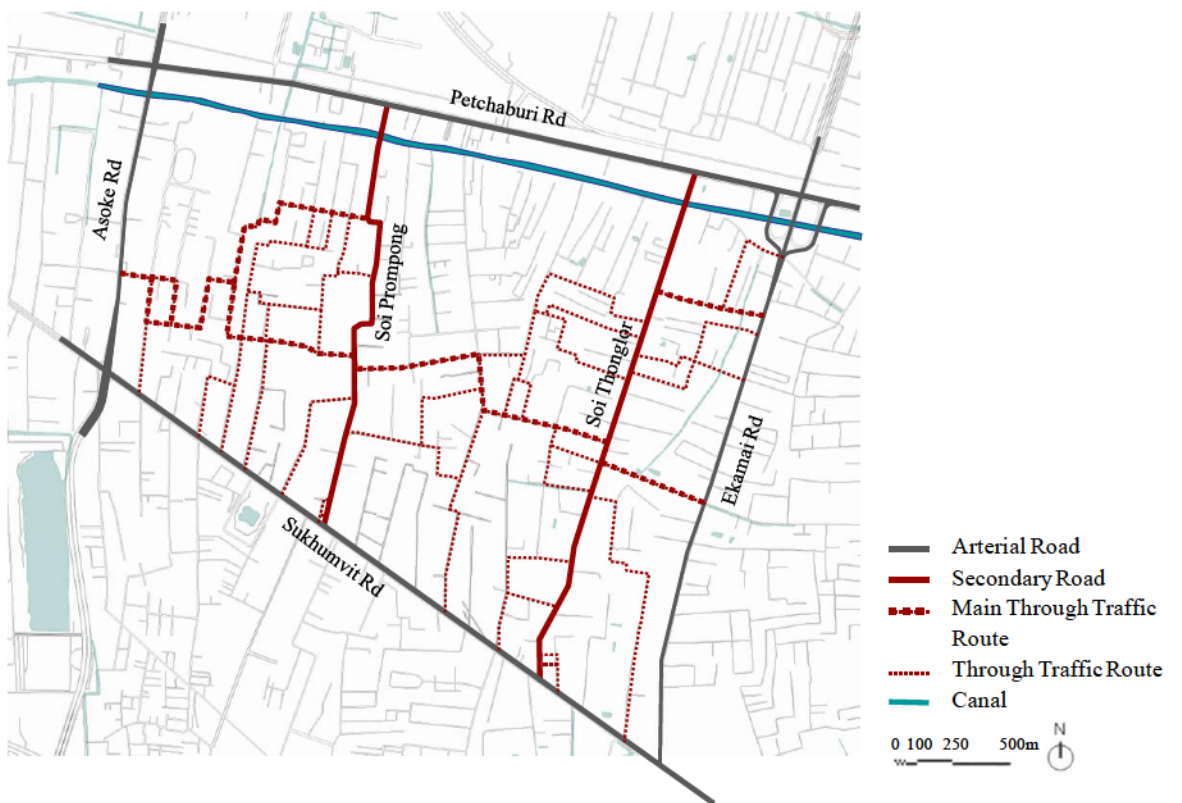 Petchaburi Rd
Asoke Rd
Soi Prompong
Soi Thonglor
Ekamai Rd
Sukhumvit Rd
Arterial Road
Secondary Road
Main Through Traffic
Route
Through Traffic Route
Canal
N
0 100 250 500m